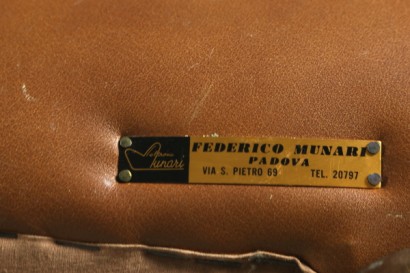 Munari
FEDERICO MUNARI
PADOVA
VIA S. PIETRO 69 TEL. 20797